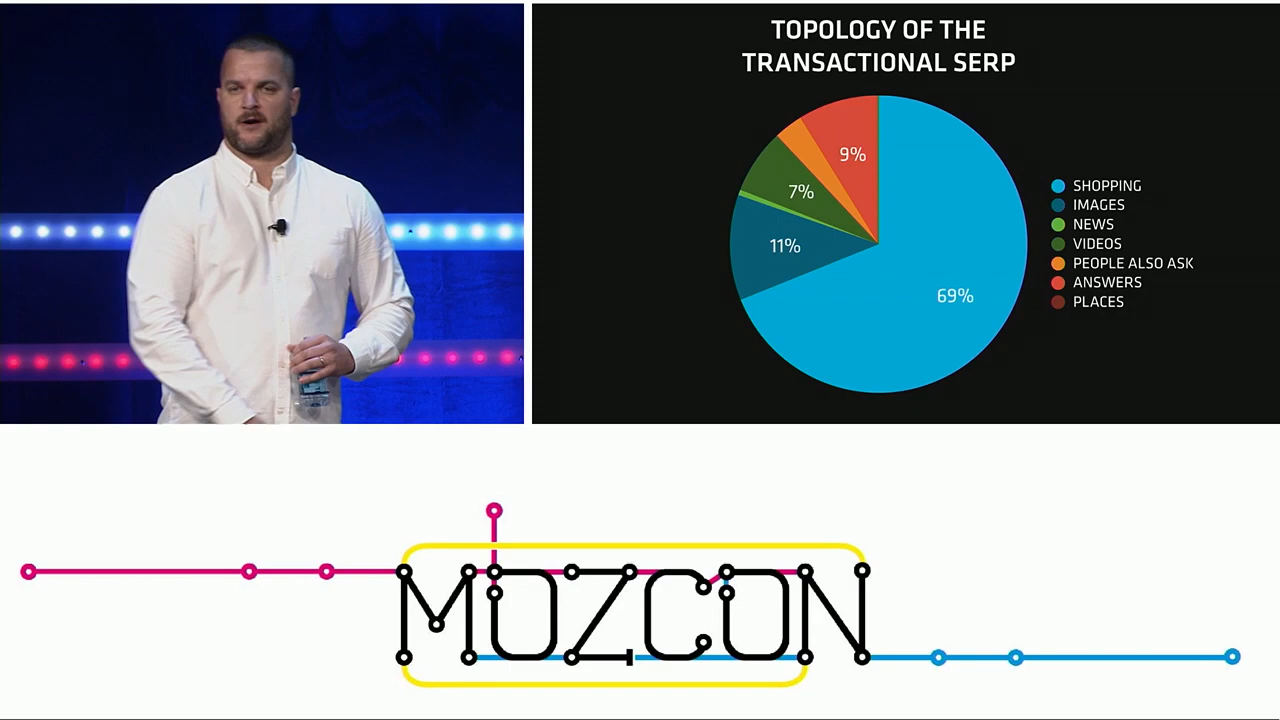 TOPOLOGY OF THE
TRANSACTIONAL SERP
9%
7%
11%
69%
SHOPPING
IMAGES
NEWS
VIDEOS
PEOPLE ALSO ASK
ANSWERS
PLACES
MOZCON